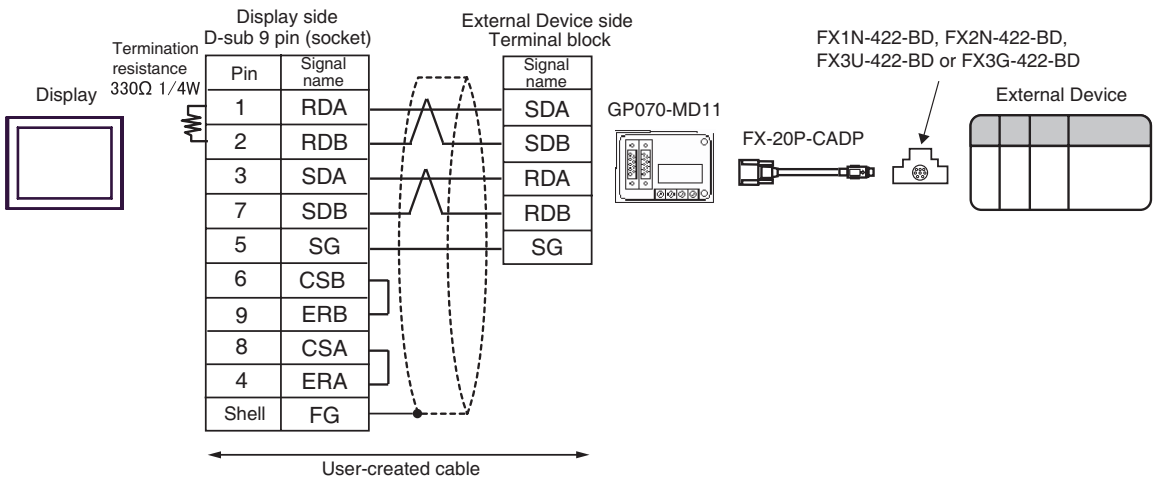 Display side
D-sub 9 pin (socket)
External Device side
Terminal block
Termination
resistance
330Ω 1/4W
Display
Pin
Signal
name
1 RDA
2 RDB
3 SDA
7 SDB
5 SG
6 CSB
9 ERB
8 CSA
4 ERA
Shell FG
Signal
name
SDA
SDB
RDA
RDB
SG
GP070-MD11
FX-20P-CADP
FX1N-422-BD, FX2N-422-BD,
FX3U-422-BD or FX3G-422-BD
External Device
User-created cable